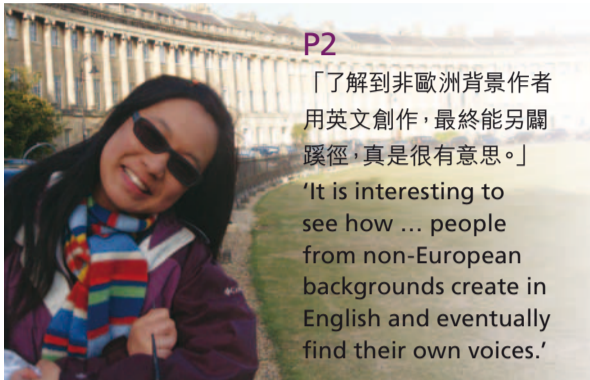 P2
「了解到非歐洲背景作者
用英文創作，最終能另闢
蹊徑，真是很有意思。」
‘It is interesting to
see how … people
from non-European
backgrounds create in
English and eventually
find their own voices.’